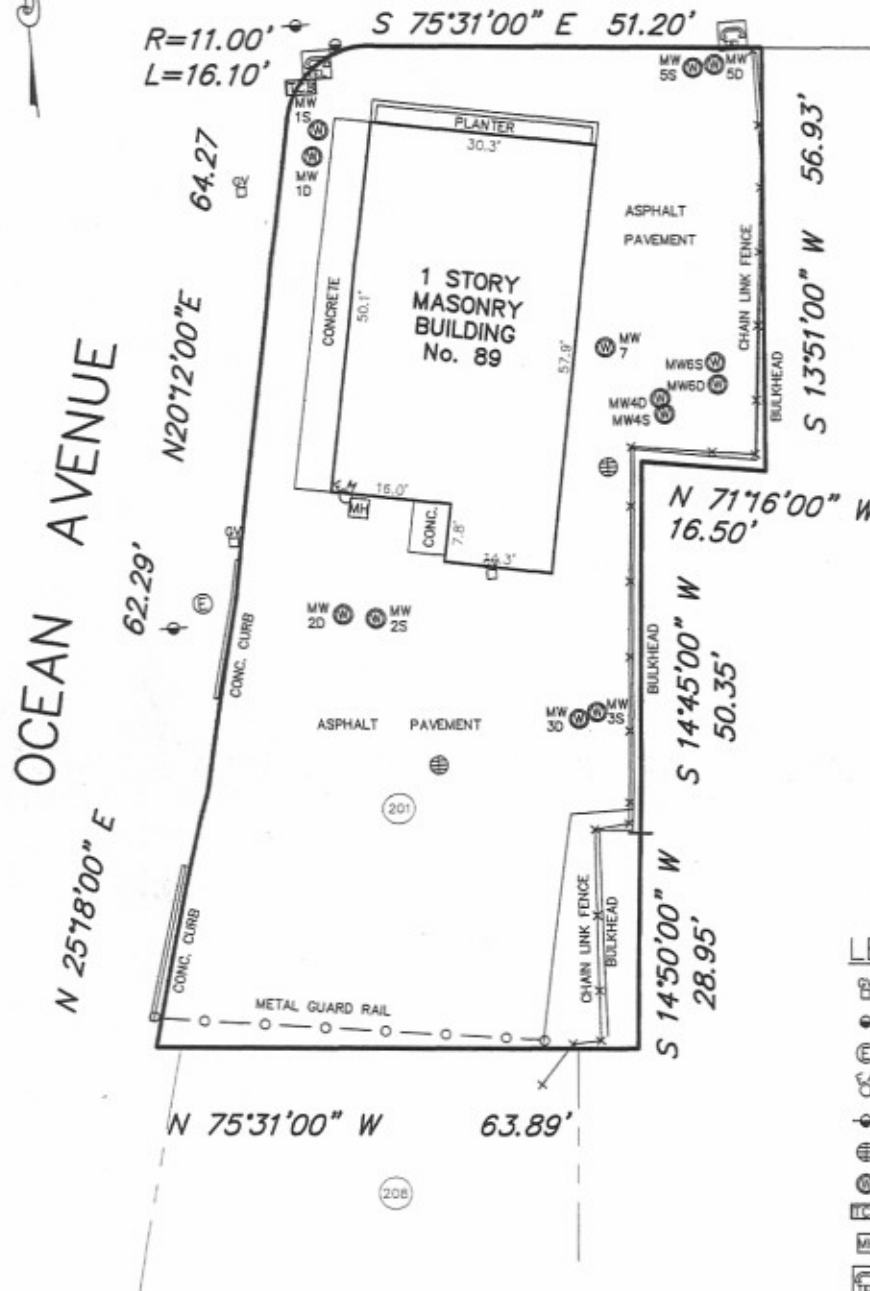 R=11.00'
L=16.10'
S 75°31'00" E 51.20'
MW
5S
MW
5D
MW
1S
MW
1D
PLANTER
30.3'
64.27
56.93'
ASPHALT
PAVEMENT
CHAIN LINK FENCE
CONCRETE
50.1'
1 STORY
MASONRY
BUILDING
No. 89
57.9'
MW
7
MW6S
MW6D
MW4D
MW4S
BULKHEAD
S 13°51'00" W
N20°12'00"E
OCEAN AVENUE
16.0'
MH
CONC.
7.8'
N 71°16'00" W
16.50'
62.29'
E
CONC. CURB
MW
2D
MW
2S
BULKHEAD
S 14°45'00" W
50.35'
MW
3D
MW
3S
ASPHALT PAVEMENT
201
N 25°18'00" E
CONC. CURB
CHAIN LINK FENCE
BULKHEAD
S 14°50'00" W
28.95'
METAL GUARD RAIL
N 75°31'00" W 63.89'
208